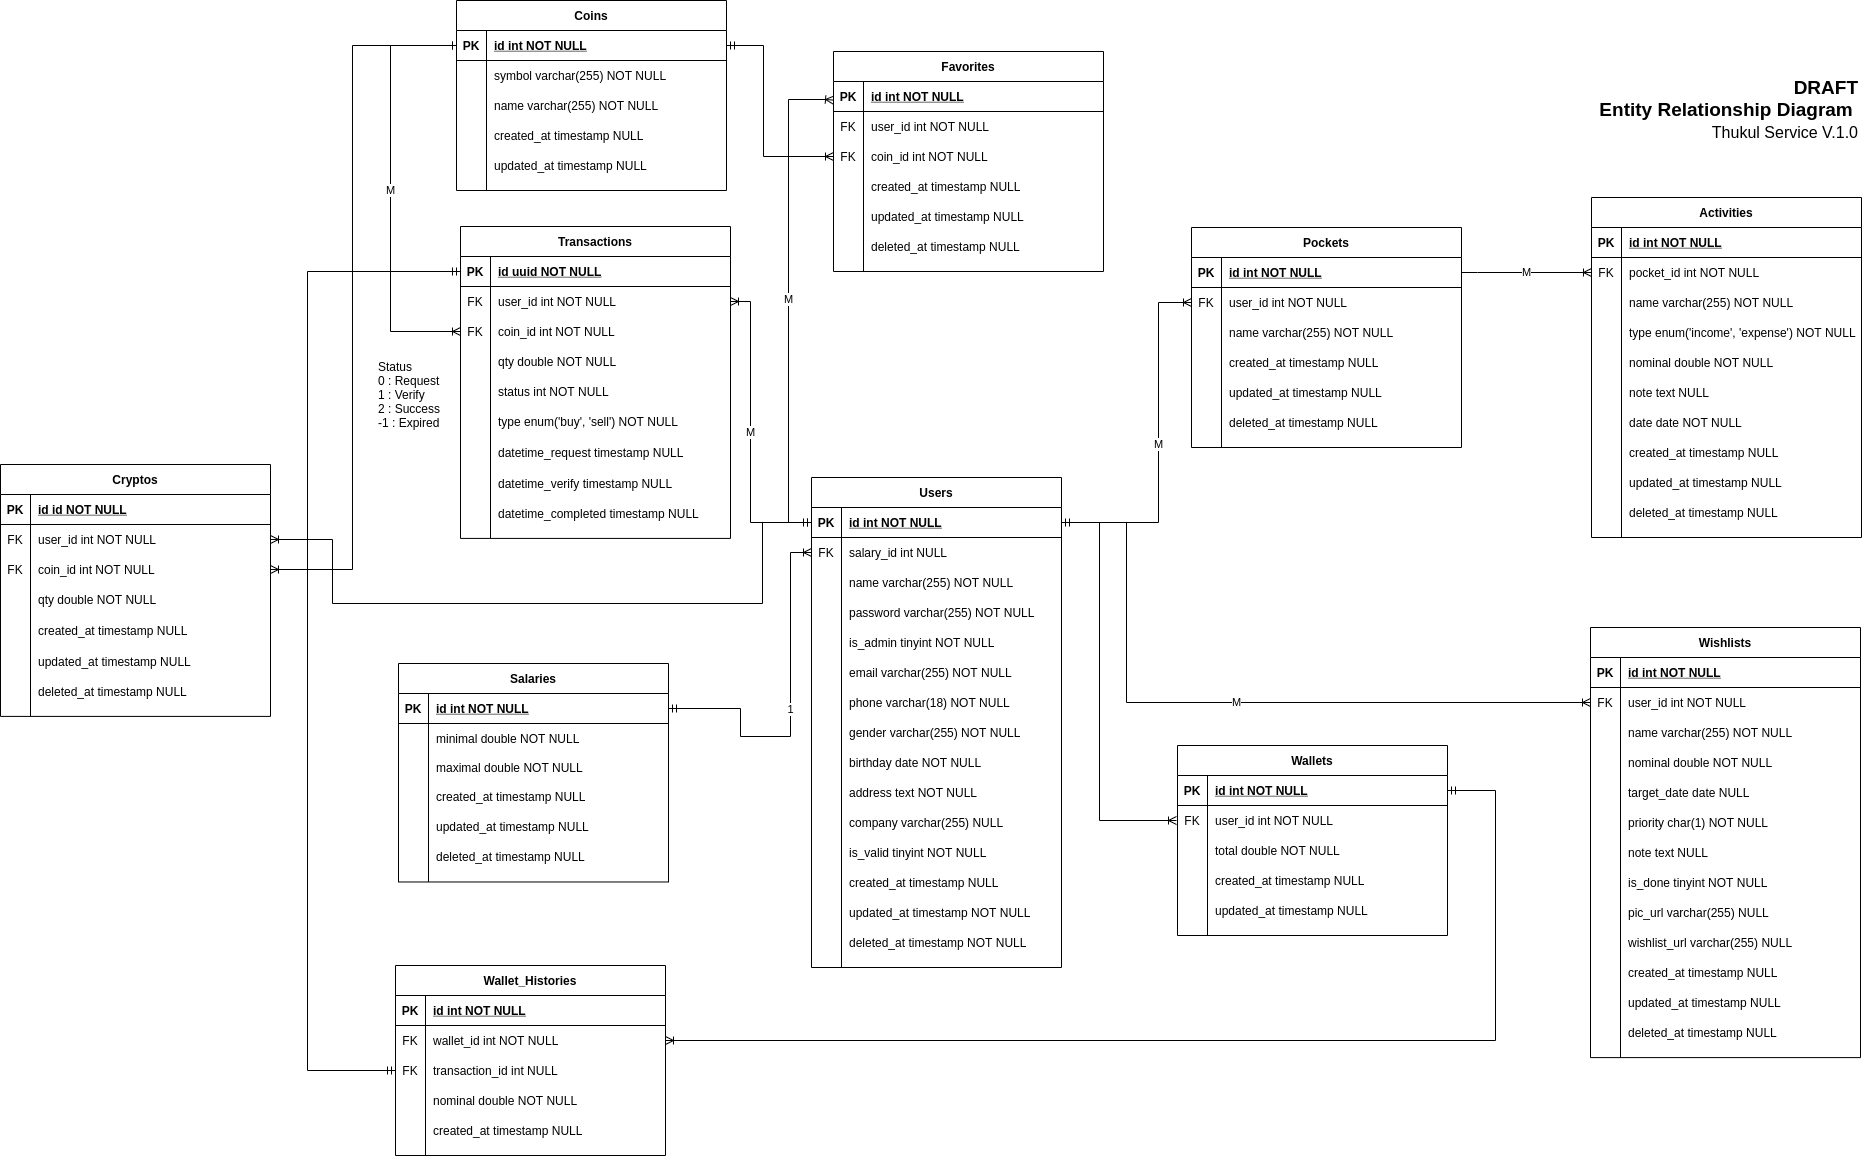 Coins
PK id int NOT NULL
symbol varchar(255) NOT NULL
name varchar(255) NOT NULL
created_at timestamp NULL
updated_at timestamp NULL
Favorites
PK id int NOT NULL
FK user_id int NOT NULL
FK coin_id int NOT NULL
created_at timestamp NULL
updated_at timestamp NULL
deleted_at timestamp NULL
DRAFT
Entity Relationship Diagram
Thukul Service V.1.0
M
Transactions
PK id uuid NOT NULL
FK user_id int NOT NULL
FK coin_id int NOT NULL
qty double NOT NULL
status int NOT NULL
type enum('buy', 'sell') NOT NULL
datetime_request timestamp NULL
datetime_verify timestamp NULL
datetime_completed timestamp NULL
Status
0 : Request
1 : Verify
2 : Success
-1 : Expired
M
M
Pockets
PK id int NOT NULL
FK user_id int NOT NULL
name varchar(255) NOT NULL
created_at timestamp NULL
updated_at timestamp NULL
deleted_at timestamp NULL
M
M
Activities
PK id int NOT NULL
FK pocket_id int NOT NULL
name varchar(255) NOT NULL
type enum('income', 'expense') NOT NULL
nominal double NOT NULL
note text NULL
date date NOT NULL
created_at timestamp NULL
updated_at timestamp NULL
deleted_at timestamp NULL
Cryptos
PK id id NOT NULL
FK user_id int NOT NULL
FK coin_id int NOT NULL
qty double NOT NULL
created_at timestamp NULL
updated_at timestamp NULL
deleted_at timestamp NULL
Users
PK id int NOT NULL
FK salary_id int NULL
name varchar(255) NOT NULL
password varchar(255) NOT NULL
is_admin tinyint NOT NULL
email varchar(255) NOT NULL
phone varchar(18) NOT NULL
gender varchar(255) NOT NULL
birthday date NOT NULL
address text NOT NULL
company varchar(255) NULL
is_valid tinyint NOT NULL
created_at timestamp NULL
updated_at timestamp NOT NULL
deleted_at timestamp NOT NULL
Salaries
PK id int NOT NULL
minimal double NOT NULL
maximal double NOT NULL
created_at timestamp NULL
updated_at timestamp NULL
deleted_at timestamp NULL
1
M
Wallets
PK id int NOT NULL
FK user_id int NOT NULL
total double NOT NULL
created_at timestamp NULL
updated_at timestamp NULL
Wishlists
PK id int NOT NULL
FK user_id int NOT NULL
name varchar(255) NOT NULL
nominal double NOT NULL
target_date date NULL
priority char(1) NOT NULL
note text NULL
is_done tinyint NOT NULL
pic_url varchar(255) NULL
wishlist_url varchar(255) NULL
created_at timestamp NULL
updated_at timestamp NULL
deleted_at timestamp NULL
Wallet_Histories
PK id int NOT NULL
FK wallet_id int NOT NULL
FK transaction_id int NULL
nominal double NOT NULL
created_at timestamp NULL